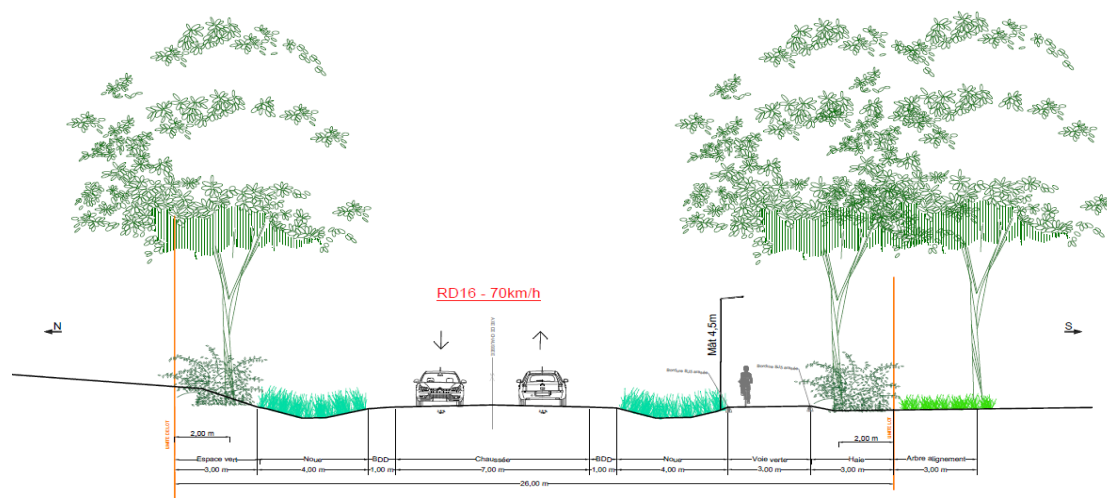 RD16 - 70km/h
N
S
Mât 4,5m
2,00 m
2,00 m
Espace vert
Noue
BDD
Chaussée
BDD
Noue
Voie verte
Haie
Arbre alignement
3,00 m
4,00 m
1,00 m
7,00 m
1,00 m
4,00 m
3,00 m
3,00 m
3,00 m
26,00 m